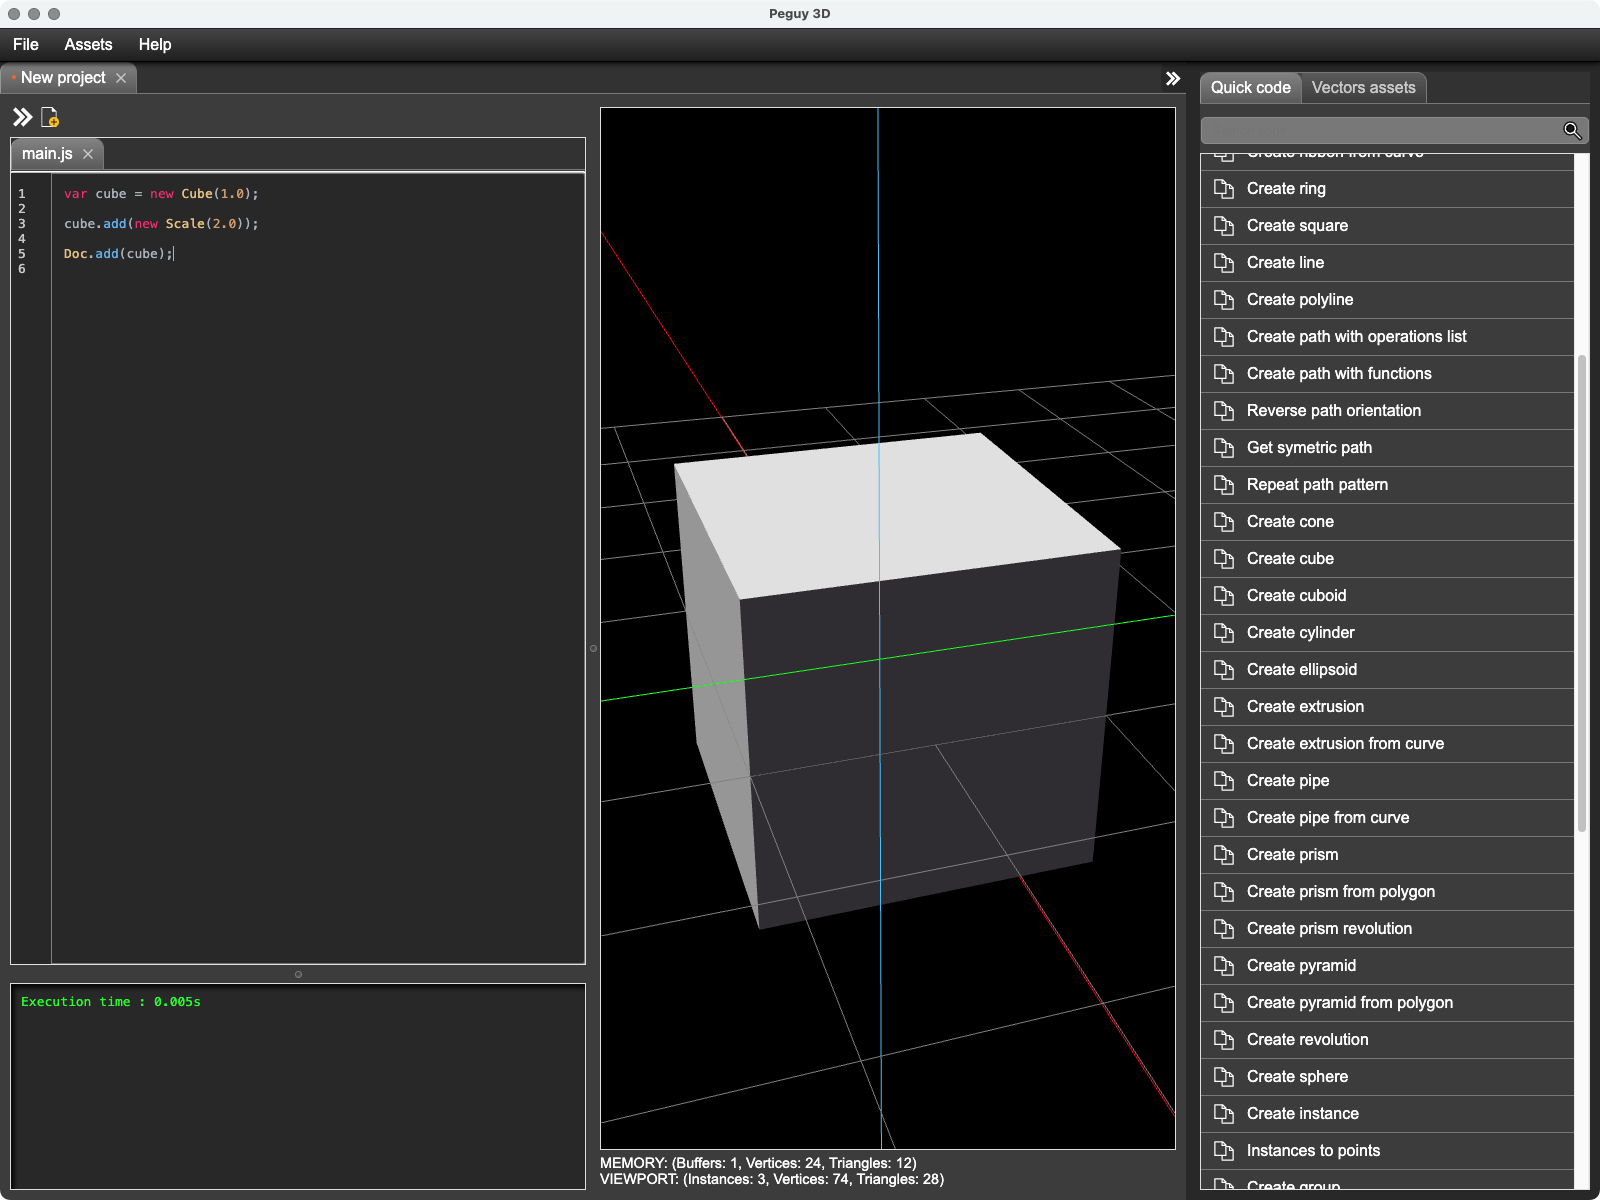 Peguy 3D
File Assets Help
New project
main.js
1 var cube = new Cube(1.0);
2
3 cube.add(new Scale(2.0));
4
5 Doc.add(cube);
6
Execution time : 0.005s
MEMORY: (Buffers: 1, Vertices: 24, Triangles: 12)
VIEWPORT: (Instances: 3, Vertices: 74, Triangles: 28)
Quick code Vectors assets
Create ribbon from curve
Create ring
Create square
Create line
Create polyline
Create path with operations list
Create path with functions
Reverse path orientation
Get symetric path
Repeat path pattern
Create cone
Create cube
Create cuboid
Create cylinder
Create ellipsoid
Create extrusion
Create extrusion from curve
Create pipe
Create pipe from curve
Create prism
Create prism from polygon
Create prism revolution
Create pyramid
Create pyramid from polygon
Create revolution
Create sphere
Create instance
Instances to points
Create group